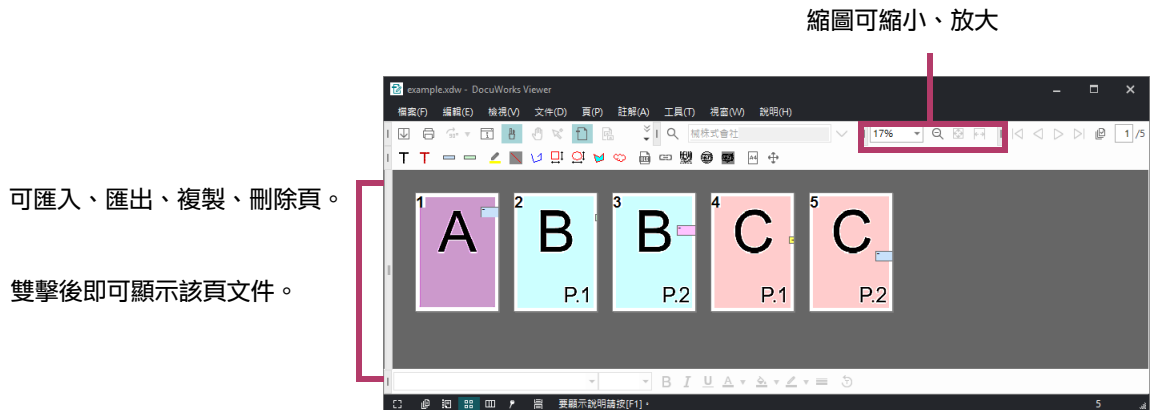 縮圖可縮小、放大
example.xdw - DocuWorks Viewer
檔案(F) 編輯(E) 檢視(V) 文件(D) 頁(P) 註解(A) 工具(T) 視窗(W) 說明(H)
17%
1 /5
T T
A4
可匯入、匯出、複製、刪除頁。
雙擊後即可顯示該頁文件。
1 2 3 4 5
A B B C C
P.1 P.2 P.1 P.2
B I U A
要顯示說明請按[F1]。
5